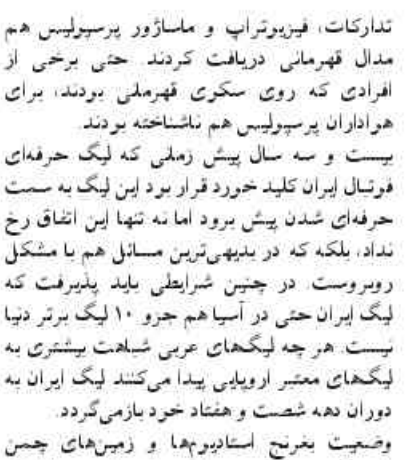 تدارکات، فیزیوتراپ و ماساژور پرسپولیس هم
مدال قهرمانی دریافت کردند. حتی برخی از
افرادی که روی سکوی قهرمانی بودند، برای
هواداران پرسپولیس هم ناشناخته بودند.
بیست و سه سال پیش زمانی که لیگ حرفه‌ای
فوتبال ایران کلید خورد قرار بود این لیگ به سمت
حرفه‌ای شدن پیش برود اما نه تنها این اتفاق رخ
نداد، بلکه که در بدیهی‌ترین مسائل هم با مشکل
روبروست. در چنین شرایطی باید پذیرفت که
لیگ ایران حتی در آسیا هم جزو ۱۰ لیگ برتر دنیا
نیست. هر چه لیگ‌های عربی شباهت بیشتری به
لیگ‌های معتبر اروپایی پیدا می‌کنند لیگ ایران به
دوران دهه شصت و هفتاد خود بازمی‌گردد.
وضعیت بغرنج استادیوم‌ها و زمین‌های چمن